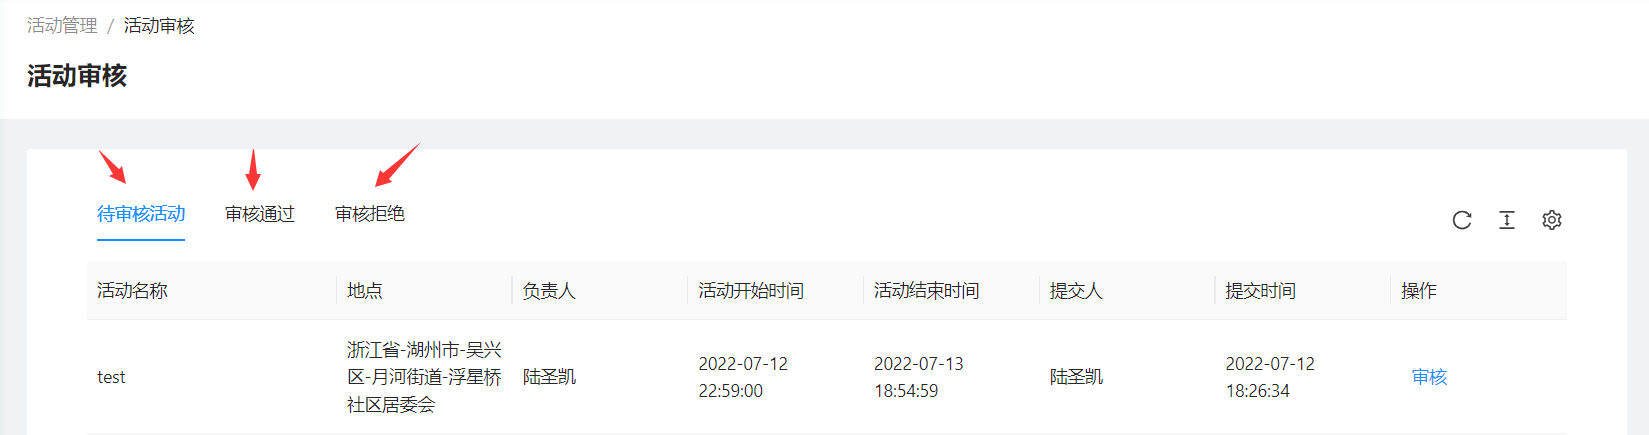 活动管理 / 活动审核
活动审核
待审核活动 审核通过 审核拒绝
活动名称 地点 负责人 活动开始时间 活动结束时间 提交人 提交时间 操作
test 浙江省-湖州市-吴兴区-月河街道-浮星桥社区居委会 陆圣凯 2022-07-12 22:59:00 2022-07-13 18:54:59 陆圣凯 2022-07-12 18:26:34 审核